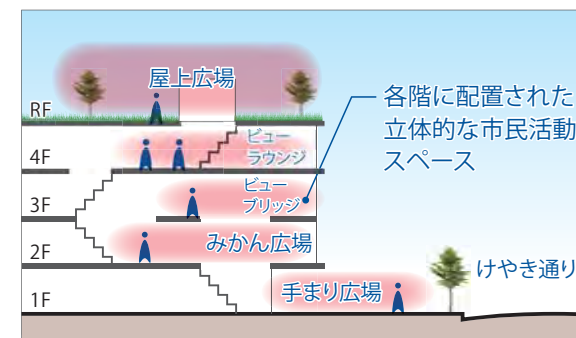 屋上広場
RF
各階に配置された
立体的な市民活動
スペース
4F
ビュー
ラウンジ
3F
ビュー
ブリッジ
2F
みかん広場
けやき通り
1F
手まり広場